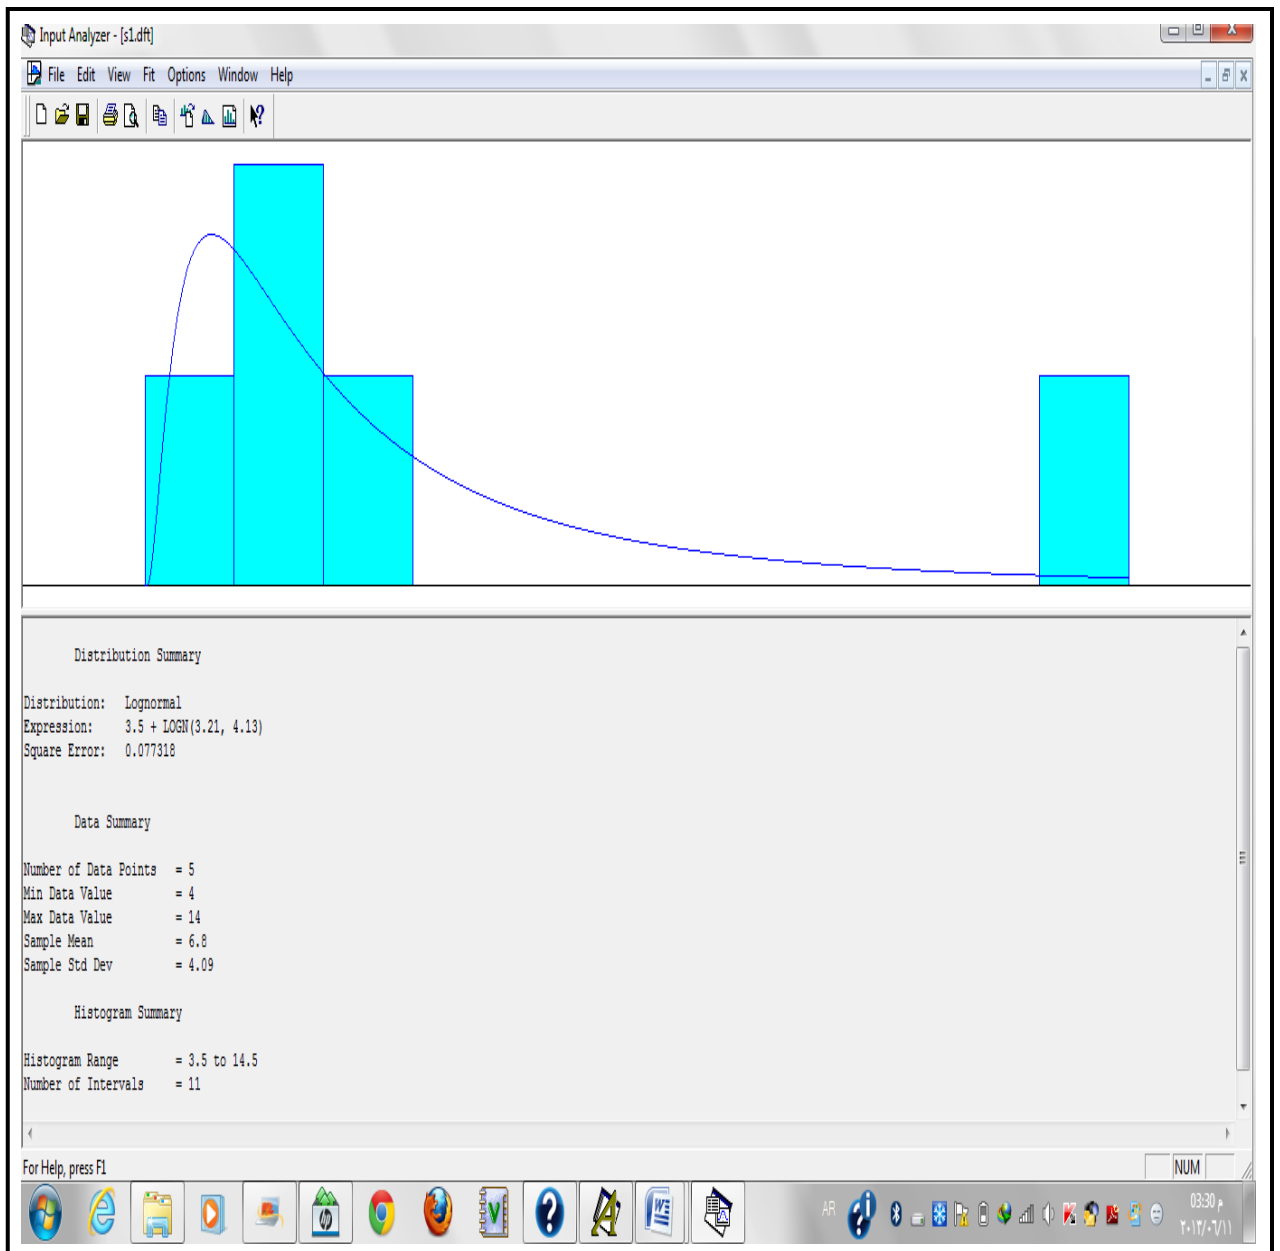 Input Analyzer - [s1.dft]
File Edit View Fit Options Window Help
Distribution Summary
Distribution: Lognormal
Expression: 3.5 + LOGN(3.21, 4.13)
Square Error: 0.077318
Data Summary
Number of Data Points = 5
Min Data Value = 4
Max Data Value = 14
Sample Mean = 6.8
Sample Std Dev = 4.09
Histogram Summary
Histogram Range = 3.5 to 14.5
Number of Intervals = 11
For Help, press F1
NUM
AR
03:30 م
٢٠١٣/٠٦/١١